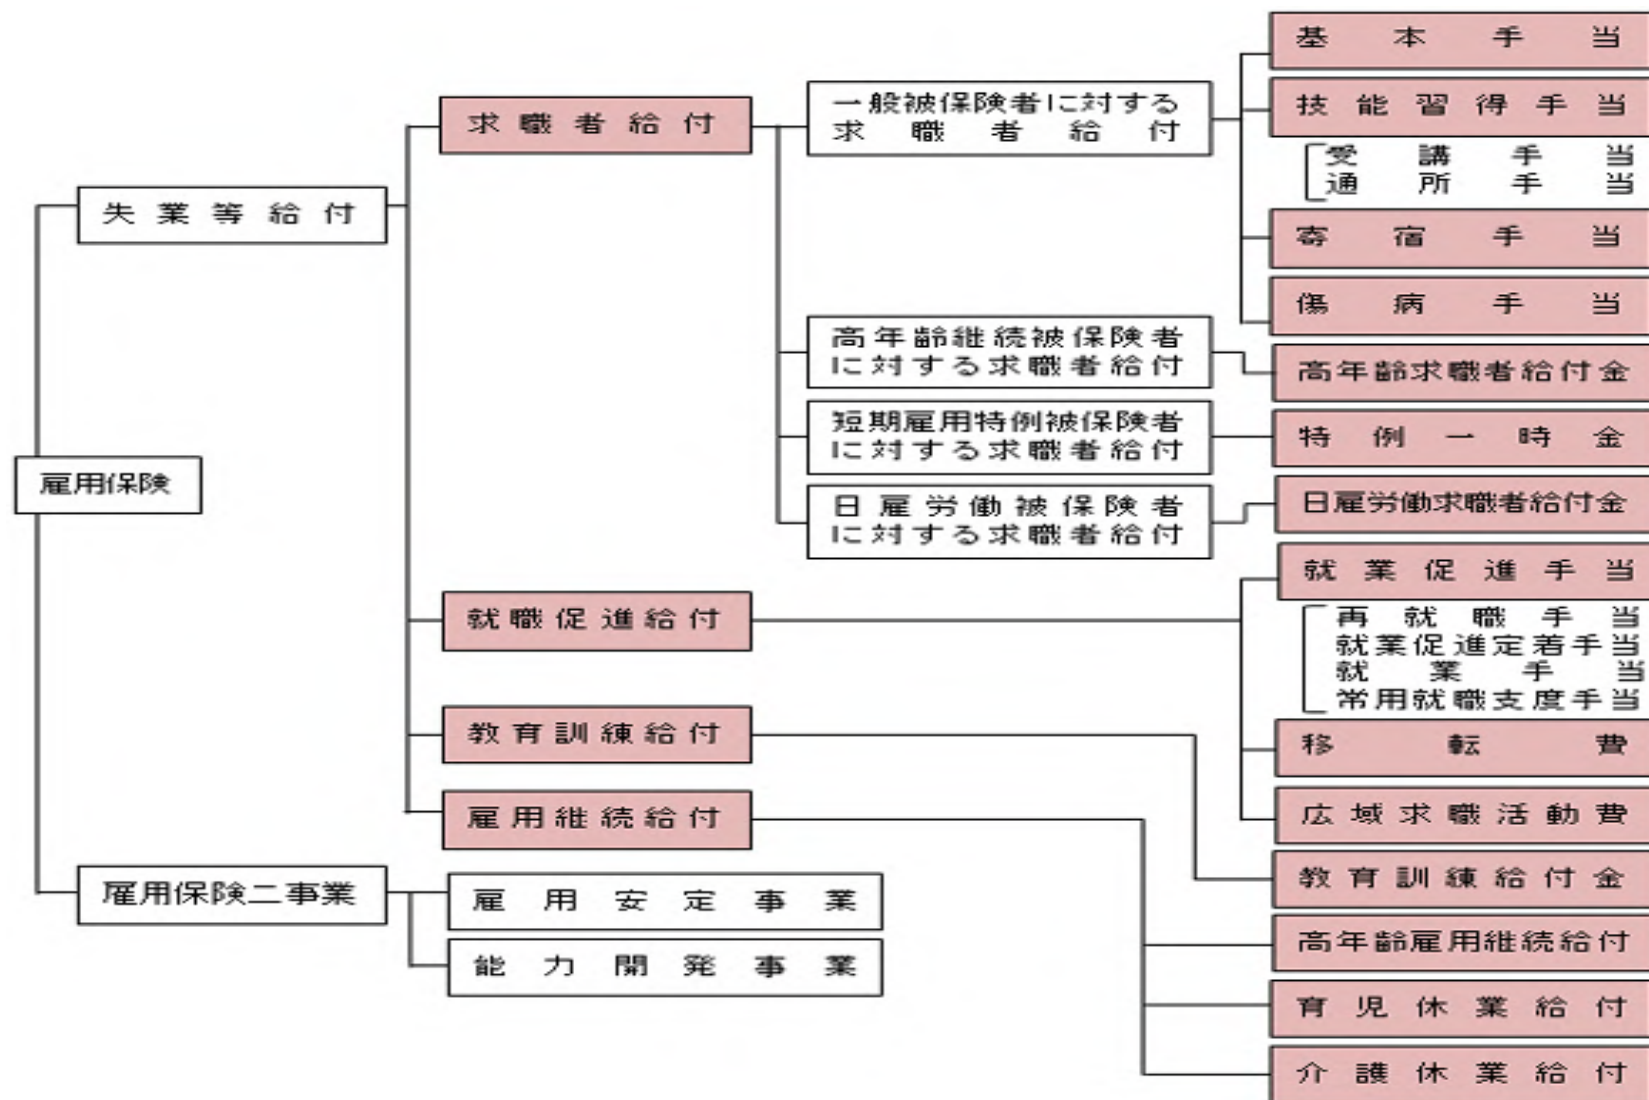 雇用保険
失業等給付
求職者給付
一般被保険者に対する
求職者給付
基本手当
技能習得手当
受講手当
通所手当
寄宿手当
傷病手当
高年齢継続被保険者
に対する求職者給付
高年齢求職者給付金
短期雇用特例被保険者
に対する求職者給付
特例一時金
日雇労働被保険者
に対する求職者給付
日雇労働求職者給付金
就職促進給付
就業促進手当
再就職手当
就業促進定着手当
就業手当
常用就職支度手当
移転費
広域求職活動費
教育訓練給付
教育訓練給付金
雇用継続給付
高年齢雇用継続給付
育児休業給付
介護休業給付
雇用保険二事業
雇用安定事業
能力開発事業